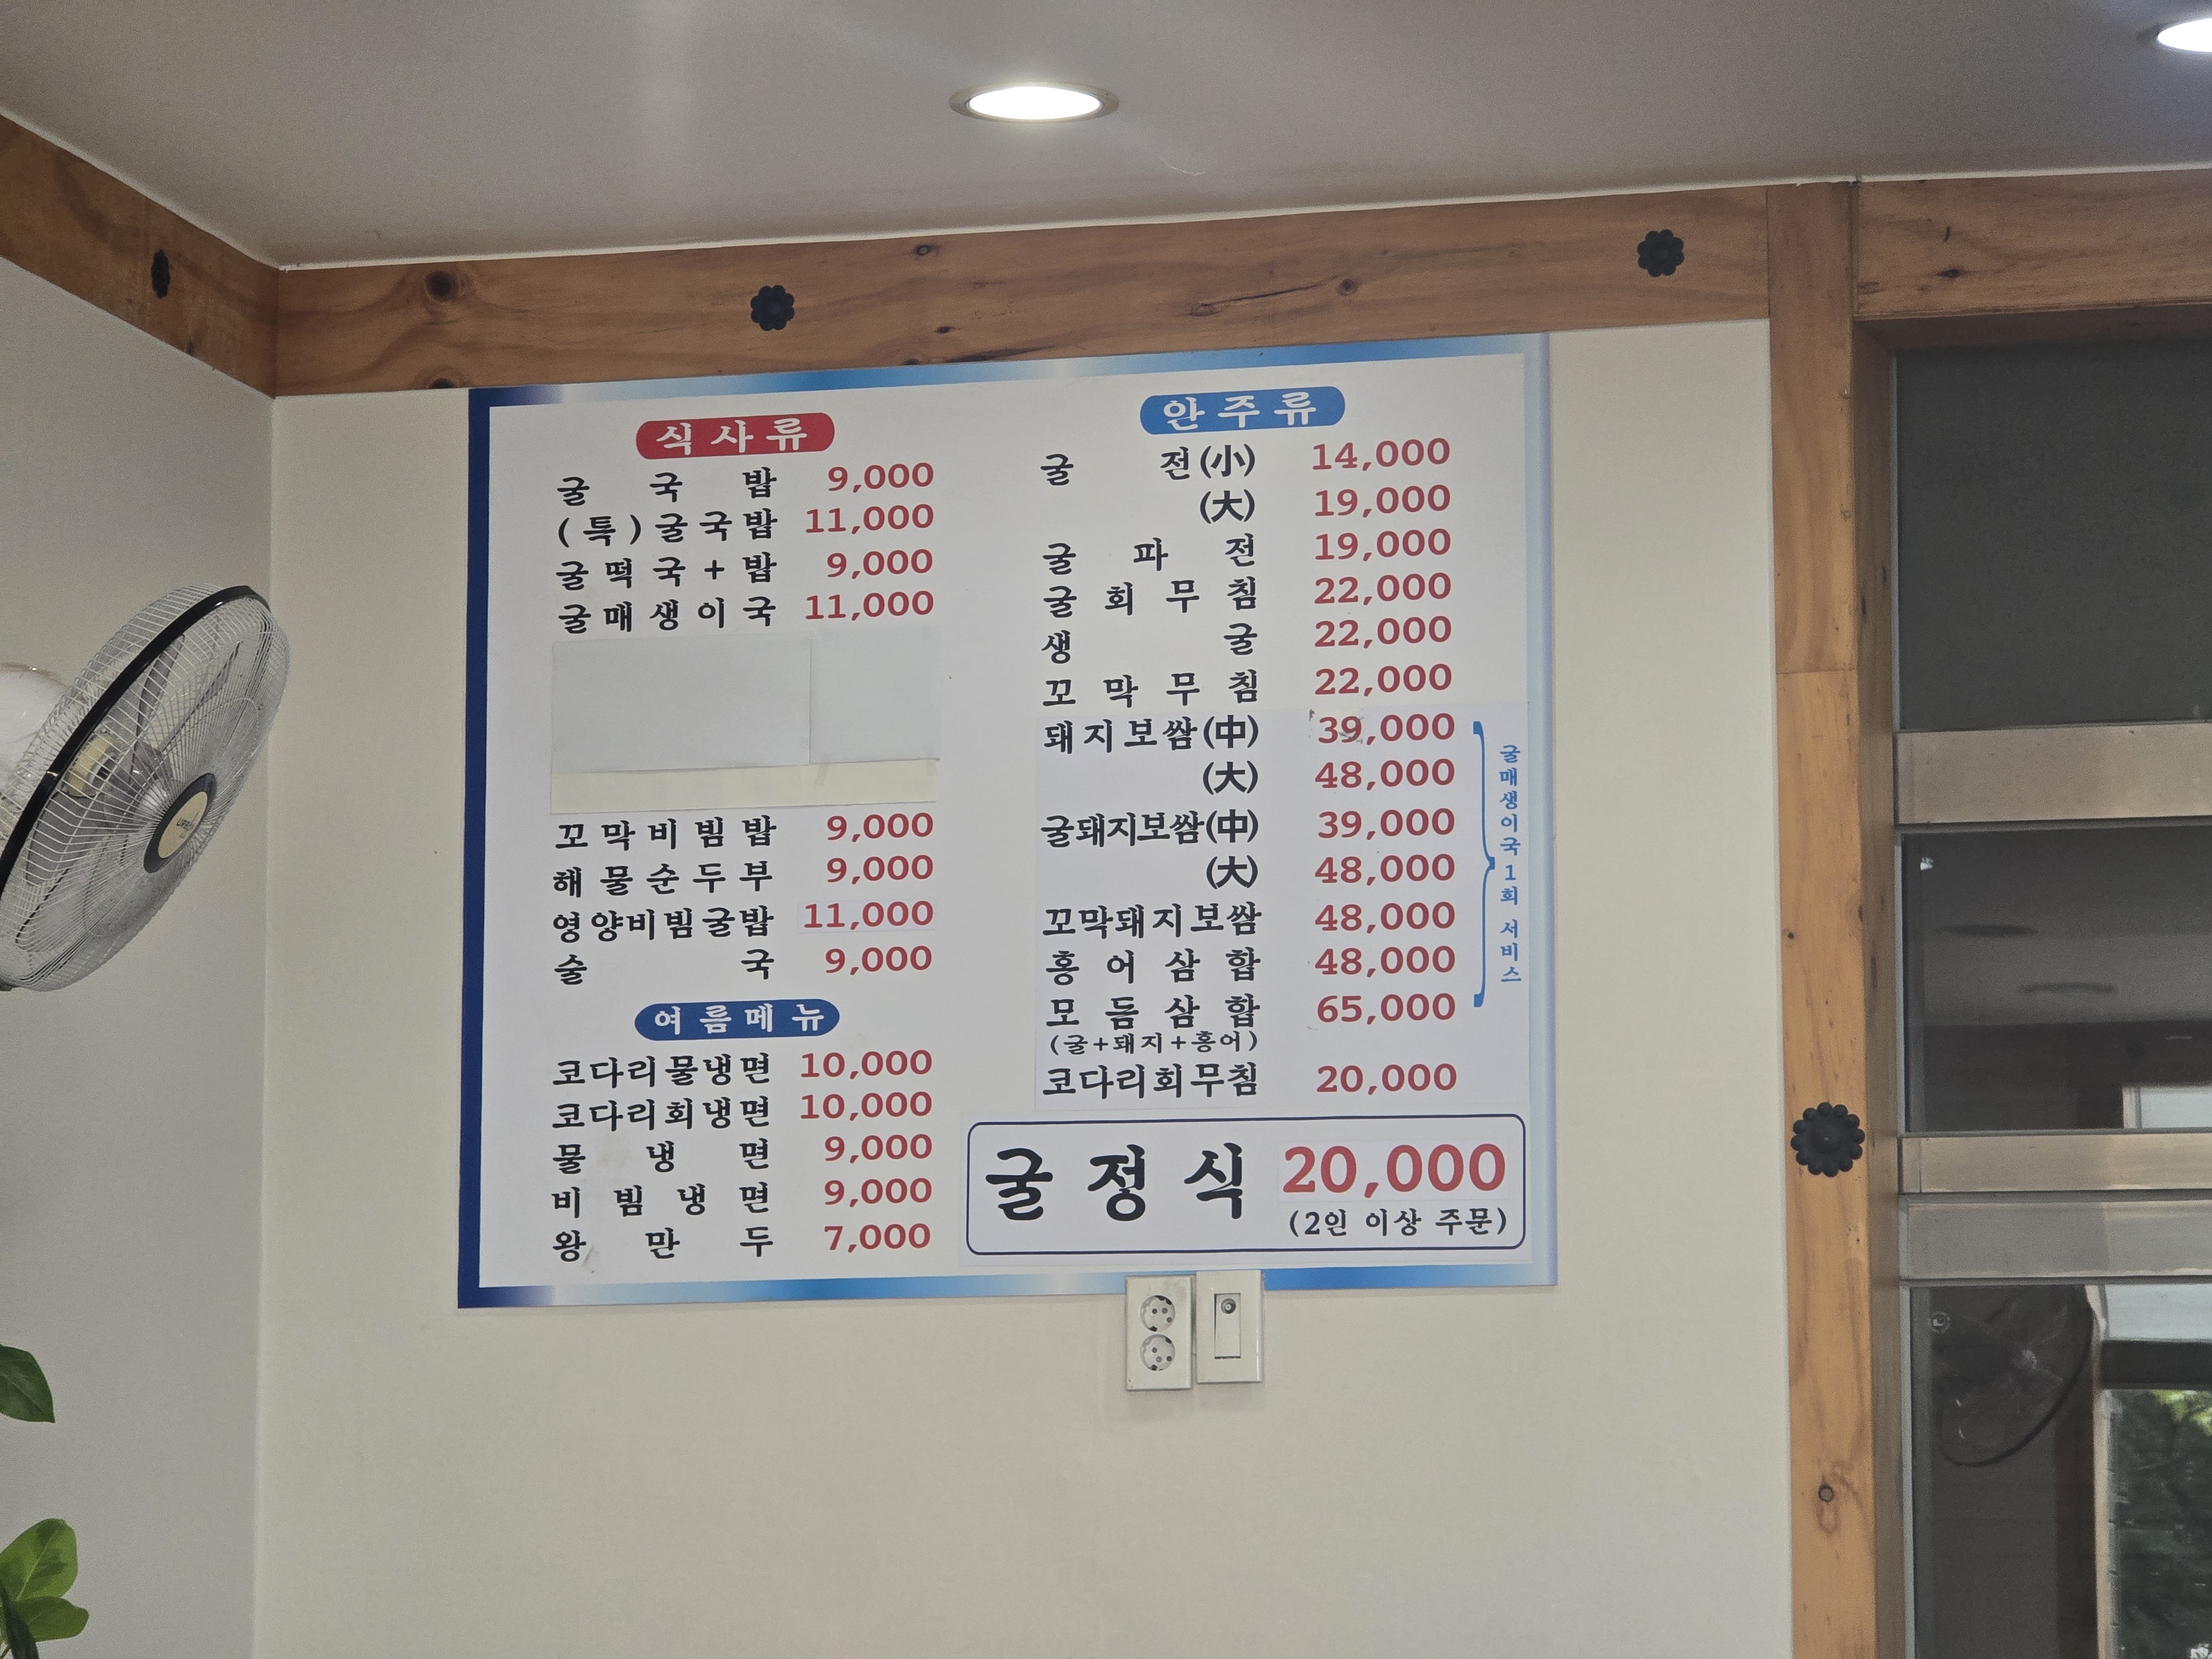 식사류
굴국밥 9,000
(특)굴국밥 11,000
굴떡국+밥 9,000
굴매생이국 11,000
꼬막비빔밥 9,000
해물순두부 9,000
영양비빔굴밥 11,000
술국 9,000
여름메뉴
코다리물냉면 10,000
코다리회냉면 10,000
물냉면 9,000
비빔냉면 9,000
왕만두 7,000
안주류
굴전(小) 14,000
(大) 19,000
굴파전 19,000
굴회무침 22,000
생굴 22,000
꼬막무침 22,000
돼지보쌈(中) 39,000
(大) 48,000
굴돼지보쌈(中) 39,000
(大) 48,000
꼬막돼지보쌈 48,000
홍어삼합 48,000
모듬삼합 65,000
(굴+돼지+홍어)
코다리회무침 20,000
굴매생이국1회 서비스
굴정식 20,000
(2인 이상 주문)